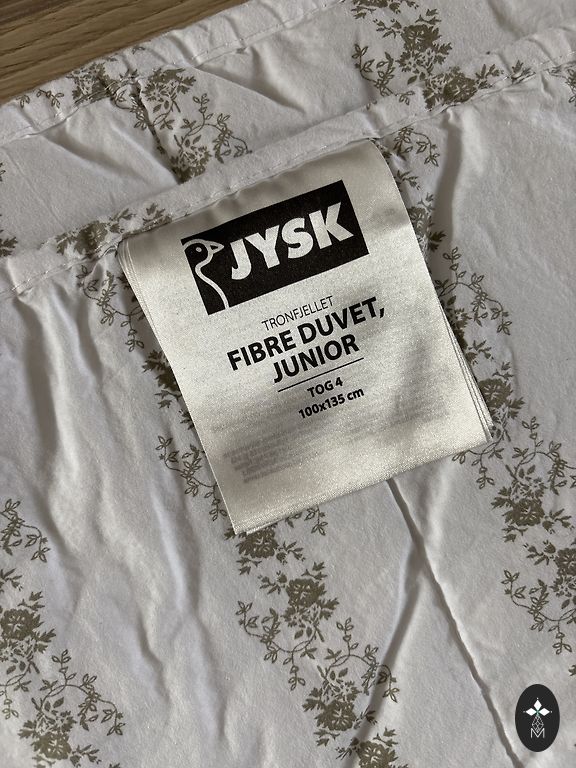 JYSK
TRONFJELLET
FIBRE DUVET,
JUNIOR
TOG 4
100x135 cm